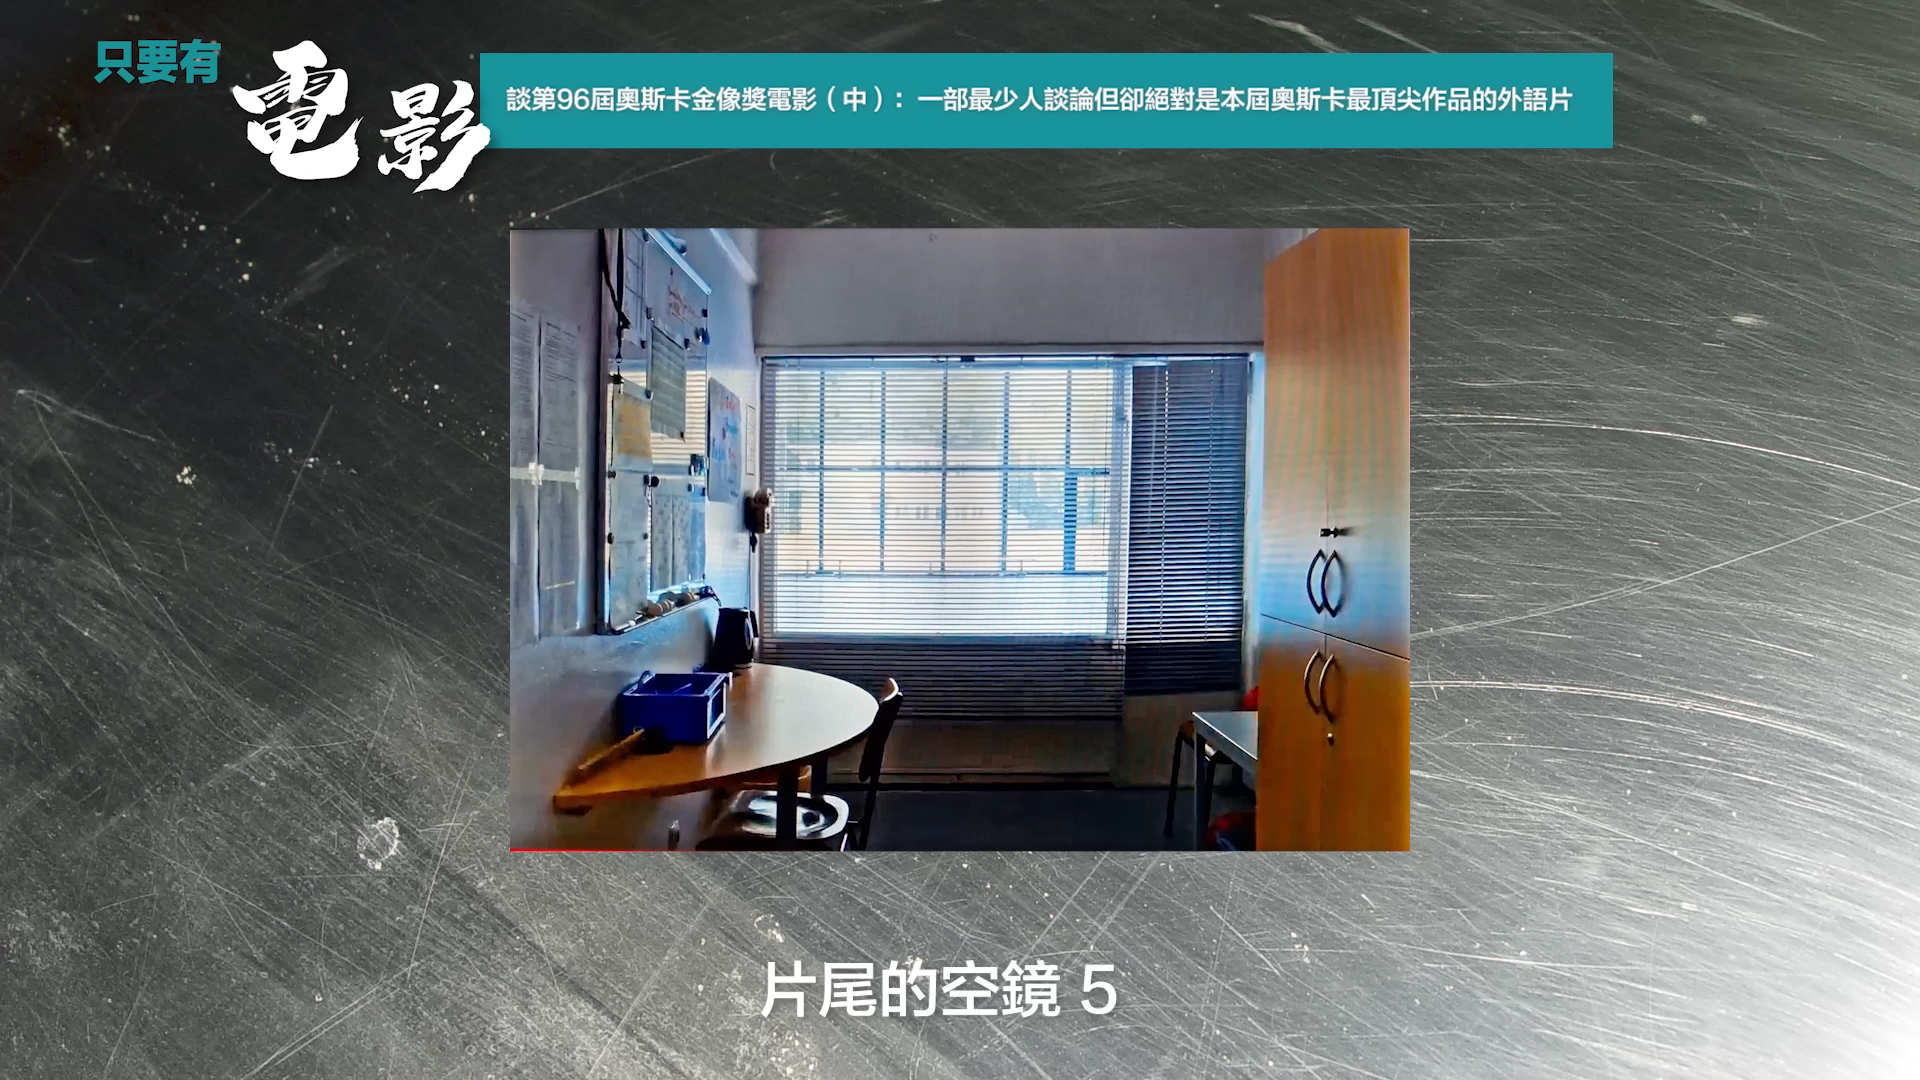 只要有
電影
談第96屆奧斯卡金像獎電影（中）：一部最少人談論但卻絕對是本屆奧斯卡最頂尖作品的外語片
片尾的空鏡 5